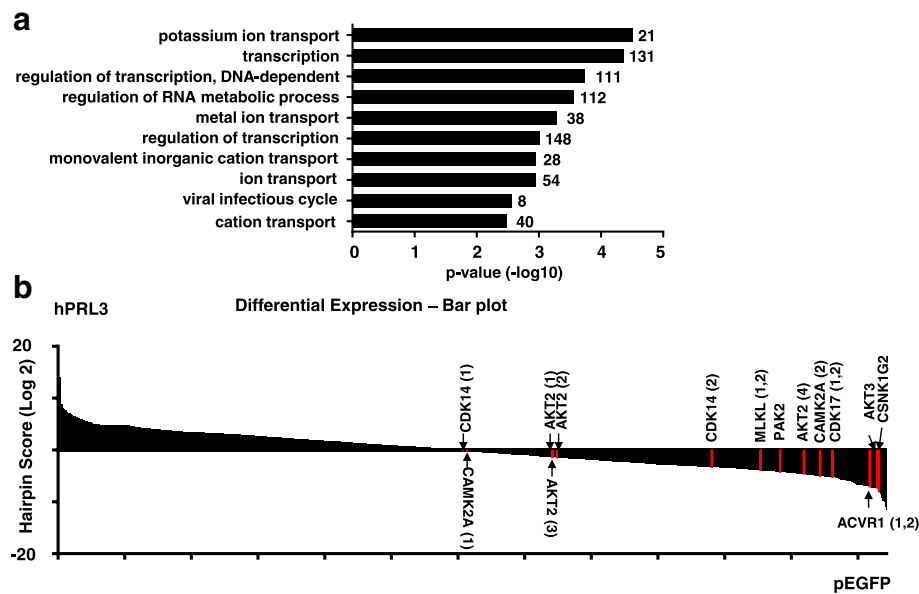 a
potassium ion transport 21
transcription 131
regulation of transcription, DNA-dependent 111
regulation of RNA metabolic process 112
metal ion transport 38
regulation of transcription 148
monovalent inorganic cation transport 28
ion transport 54
viral infectious cycle 8
cation transport 40
0 1 2 3 4 5
p-value (-log10)
b
hPRL3
Differential Expression – Bar plot
20
-20
Hairpin Score (Log 2)
CDK14 (1)
CAMK2A (1)
AKT2 (1)
AKT2 (2)
AKT2 (3)
CDK14 (2)
MLKL (1,2)
PAK2
AKT2 (4)
CAMK2A (2)
CDK17 (1,2)
AKT3
CSNK1G2
ACVR1 (1,2)
pEGFP